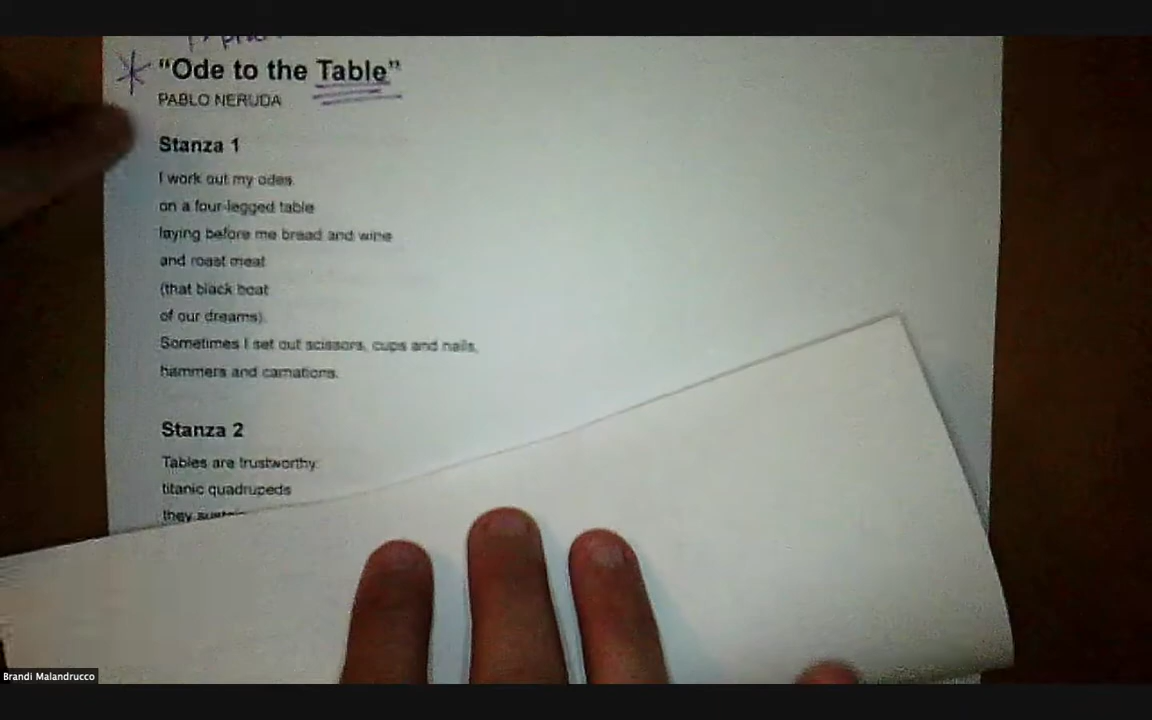 "Ode to the Table"
PABLO NERUDA
Stanza 1
I work out my odes
on a four-legged table
laying before me bread and wine
and roast meat
(that black boat
of our dreams).
Sometimes I set out scissors, cups and nails,
hammers and carnations.
Stanza 2
Tables are trustworthy:
titanic quadrupeds
they
Brandi Malandrucco